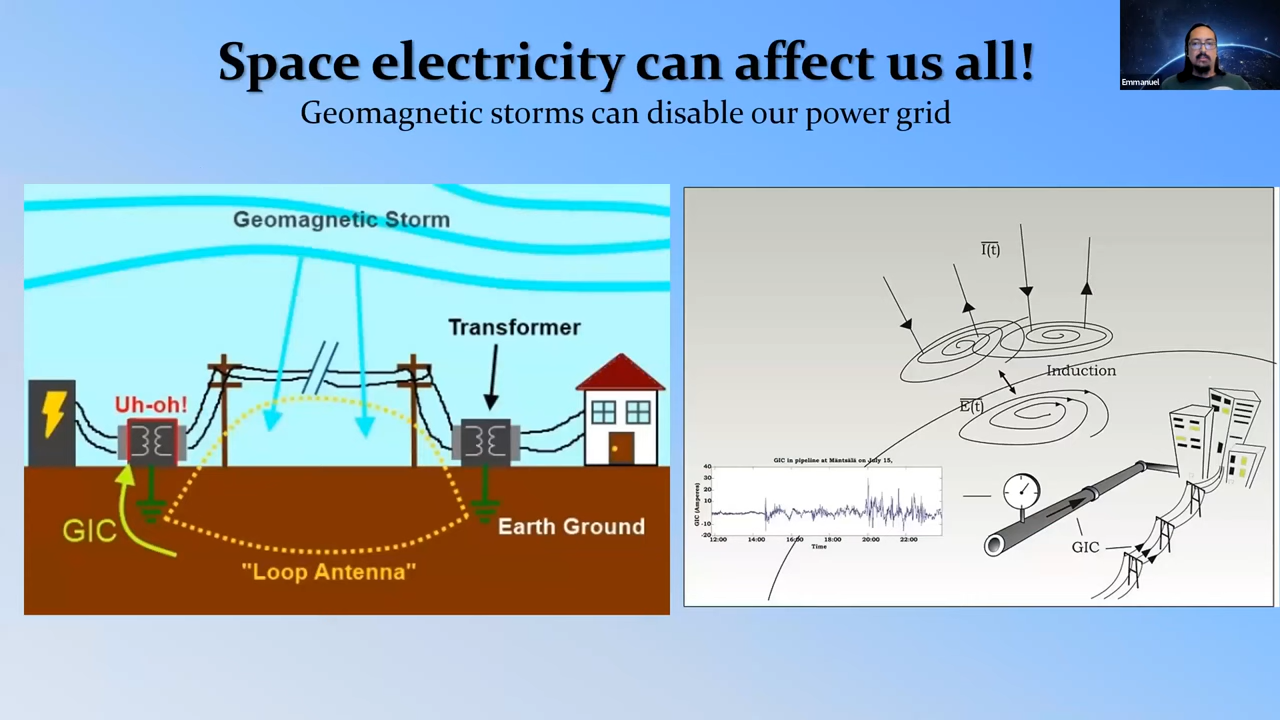 Space electricity can affect us all!
Geomagnetic storms can disable our power grid
Emmanuel
Geomagnetic Storm
Transformer
Uh-oh!
GIC
Earth Ground
"Loop Antenna"
I(t)
Induction
E(t)
GIC in pipeline at Mäntsälä on July 15,
GIC (Amperes)
40
30
20
10
0
-10
-20
12:00 14:00 16:00 18:00 20:00 22:00
Time
GIC